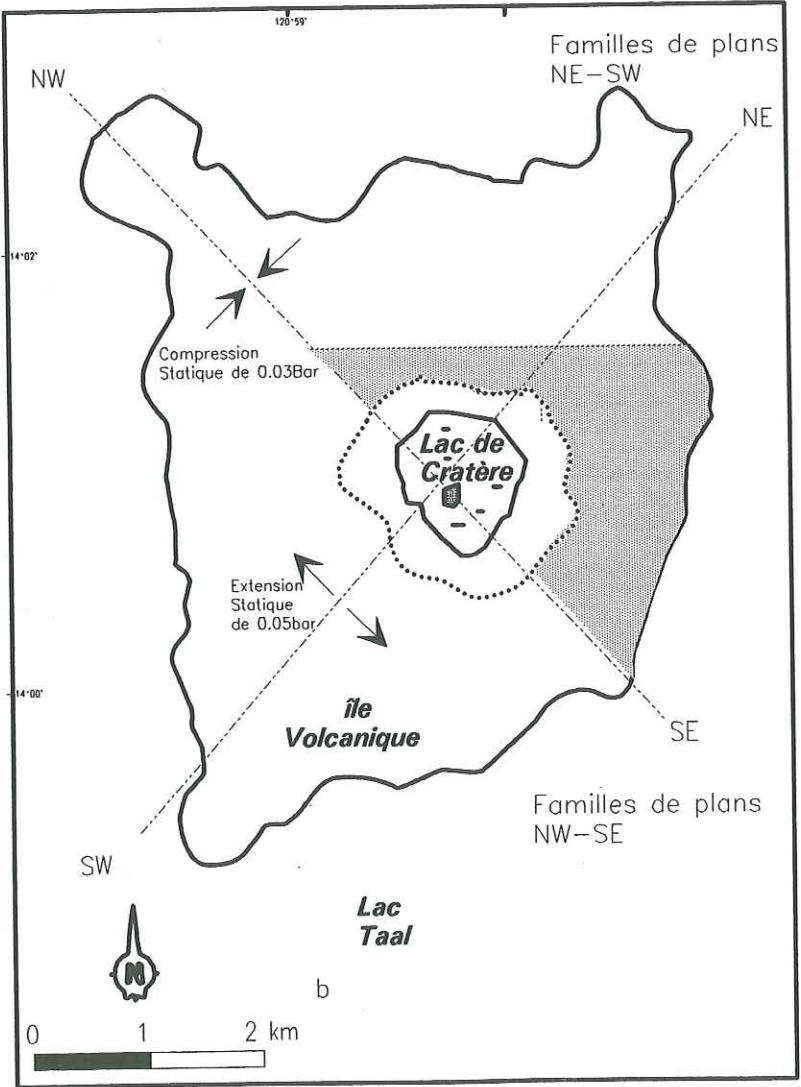 120°59'
Familles de plans
NE-SW
NW
NE
14°02'
Compression
Statique de 0.03Bar
Lac de
Cratère
Extension
Statique
de 0.05bar
14°00'
île
Volcanique
SE
Familles de plans
NW-SE
SW
Lac
Taal
N
b
0 1 2 km